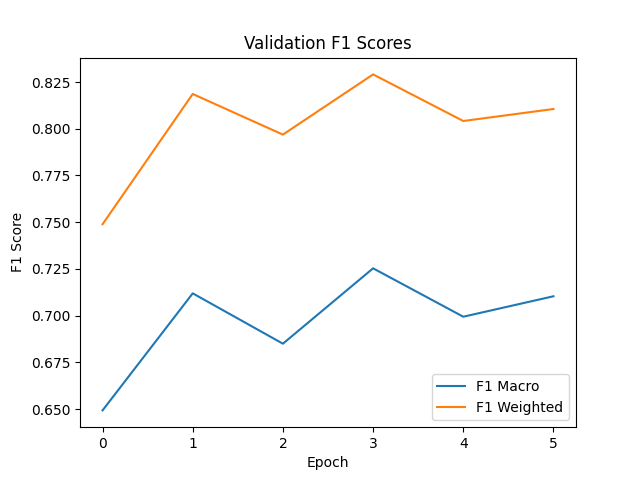 Validation F1 Scores
0.825
0.800
0.775
0.750
0.725
0.700
0.675
0.650
F1 Score
F1 Macro
F1 Weighted
0 1 2 3 4 5
Epoch